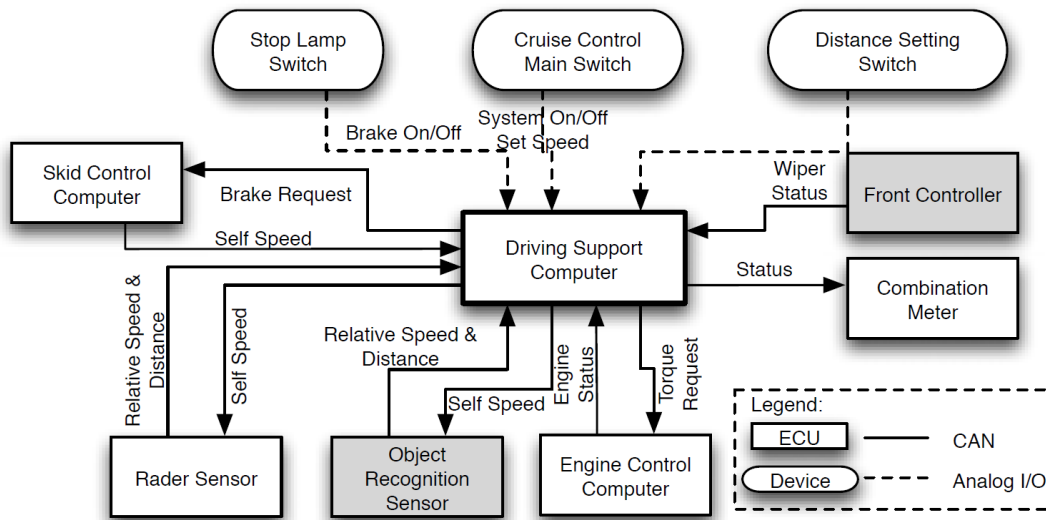 Stop Lamp
Switch
Cruise Control
Main Switch
Distance Setting
Switch
Brake On/Off
System On/Off
Set Speed
Skid Control
Computer
Brake Request
Wiper
Status
Front Controller
Self Speed
Driving Support
Computer
Status
Combination
Meter
Relative Speed &
Distance
Self Speed
Relative Speed &
Distance
Self Speed
Engine
Status
Torque
Request
Rader Sensor
Object
Recognition
Sensor
Engine Control
Computer
Legend:
ECU
CAN
Device
Analog I/O